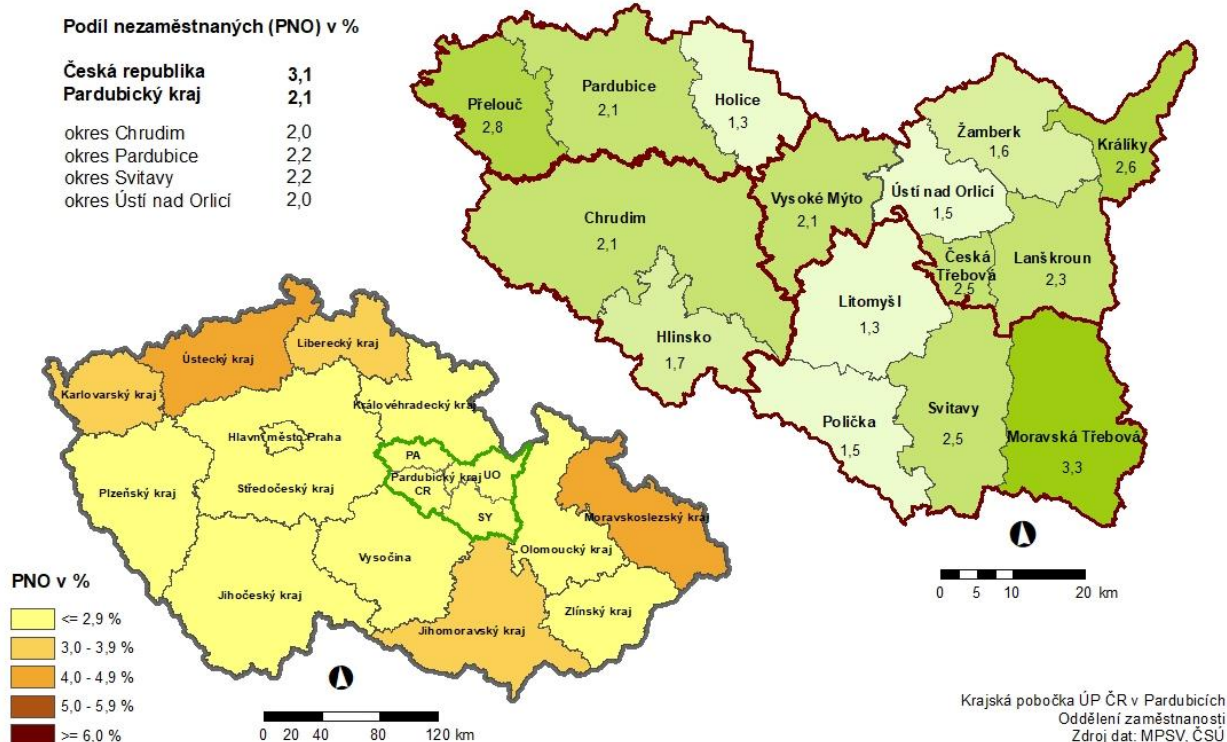 Podíl nezaměstnaných (PNO) v %
Česká republika 3,1
Pardubický kraj 2,1
okres Chrudim 2,0
okres Pardubice 2,2
okres Svitavy 2,2
okres Ústí nad Orlicí 2,0
Přelouč
2,8
Pardubice
2,1
Holice
1,3
Žamberk
1,6
Králíky
2,6
Vysoké Mýto
2,1
Ústí nad Orlicí
1,5
Chrudim
2,1
Česká
Třebová
2,5
Lanškroun
2,3
Litomyšl
1,3
Hlinsko
1,7
Polička
1,5
Svitavy
2,5
Moravská Třebová
3,3
0 5 10 20 km
Karlovarský kraj
Ústecký kraj
Liberecký kraj
Královéhradecký kraj
Hlavní město Praha
Středočeský kraj
Plzeňský kraj
PA
Pardubický kraj
CR
UO
SY
Moravskoslezský kraj
Olomoucký kraj
Vysočina
Jihočeský kraj
Jihomoravský kraj
Zlínský kraj
PNO v %
<= 2,9 %
3,0 - 3,9 %
4,0 - 4,9 %
5,0 - 5,9 %
>= 6,0 %
0 20 40 80 120 km
Krajská pobočka ÚP ČR v Pardubicích
Oddělení zaměstnanosti
Zdroj dat: MPSV, ČSÚ